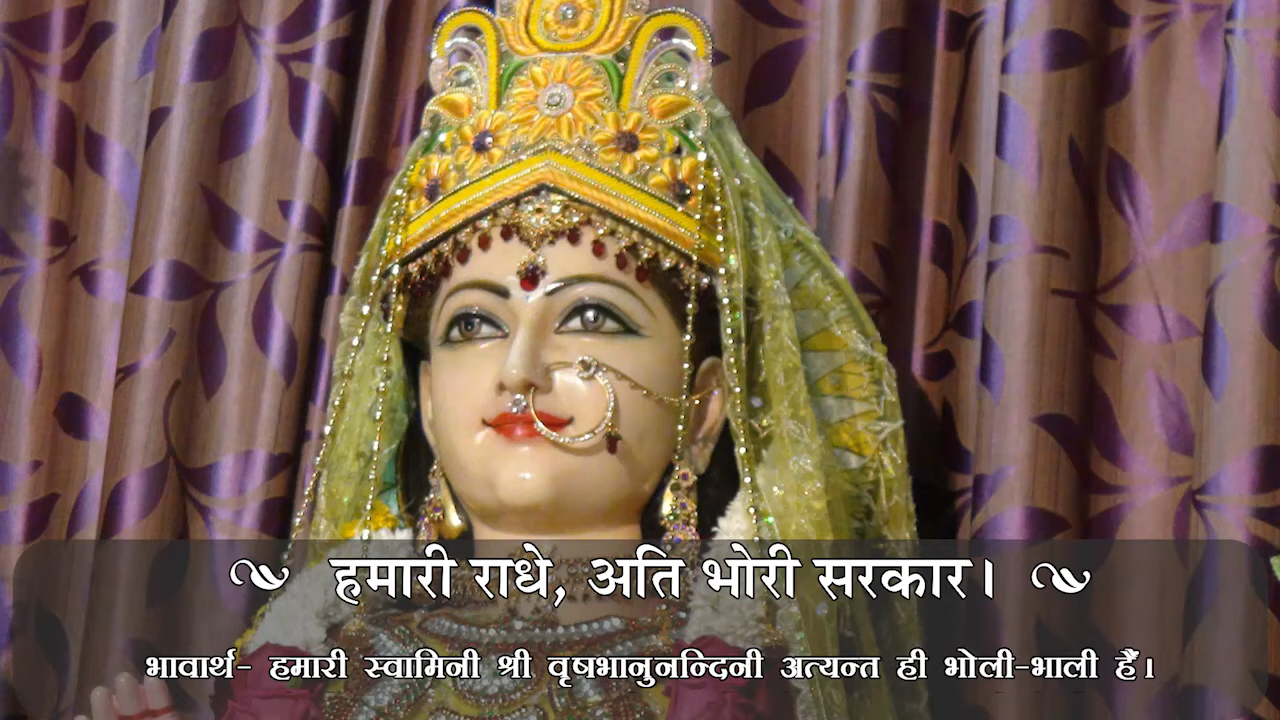 हमारी राधे, अति भोरी सरकार।
भावार्थ- हमारी स्वामिनी श्री वृषभानुनन्दिनी अत्यन्त ही भोली-भाली हैं।